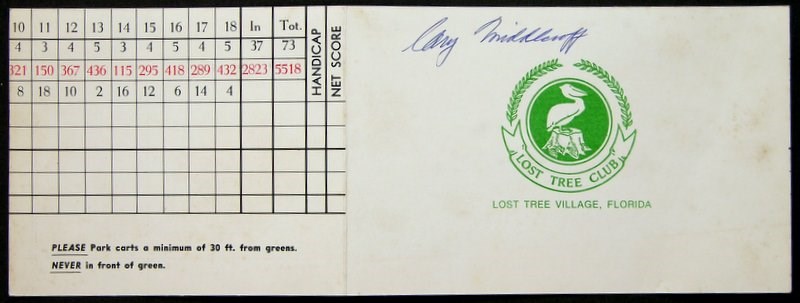 10 11 12 13 14 15 16 17 18 In Tot.
4 3 4 5 3 4 5 4 5 37 73
321 150 367 436 115 295 418 289 432 2823 5518
8 18 10 2 16 12 6 14 4
HANDICAP
NET SCORE
PLEASE Park carts a minimum of 30 ft. from greens.
NEVER in front of green.
Cary Middlecoff
LOST TREE CLUB
LOST TREE VILLAGE, FLORIDA